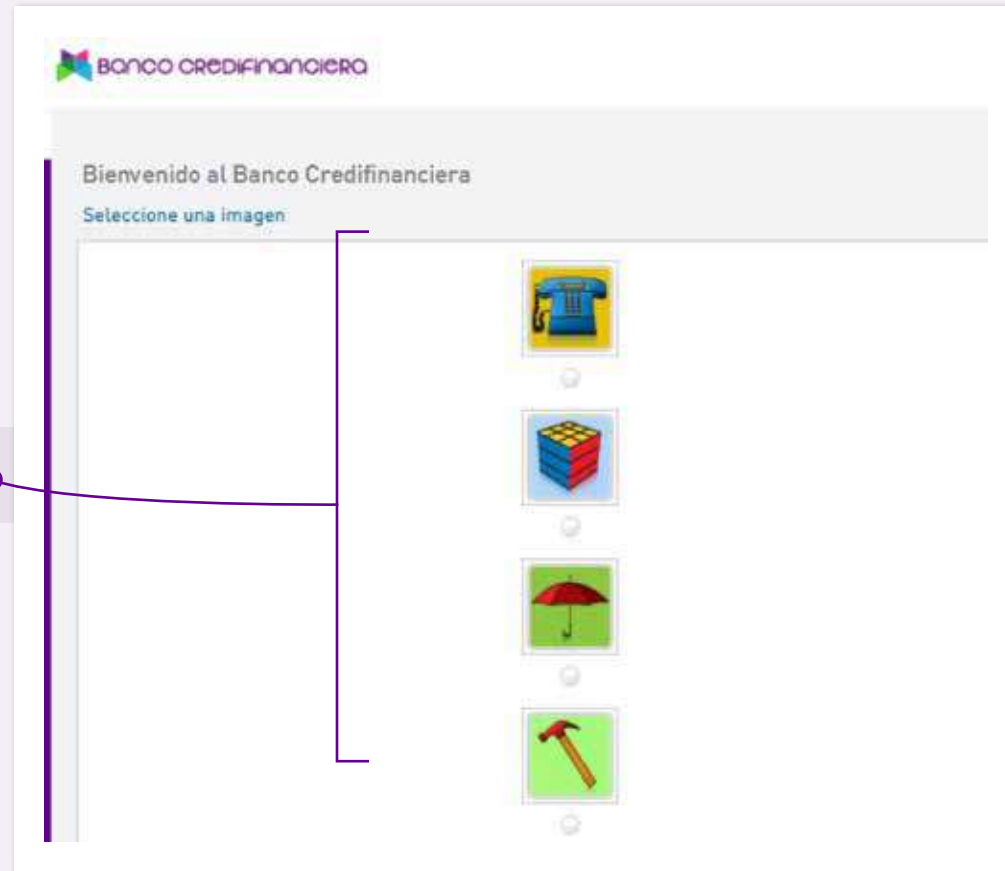 BANCO CREDIFINANCIERA
Bienvenido al Banco Credifinanciera
Seleccione una imagen